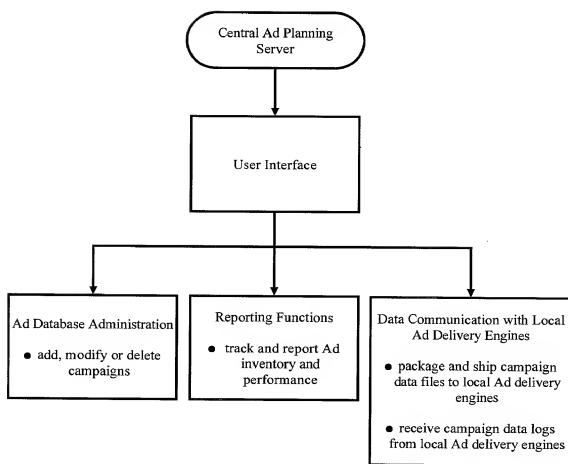 Central Ad Planning
Server
User Interface
Ad Database Administration
● add, modify or delete
campaigns
Reporting Functions
● track and report Ad
inventory and
performance
Data Communication with Local
Ad Delivery Engines
● package and ship campaign
data files to local Ad delivery
engines
● receive campaign data logs
from local Ad delivery engines